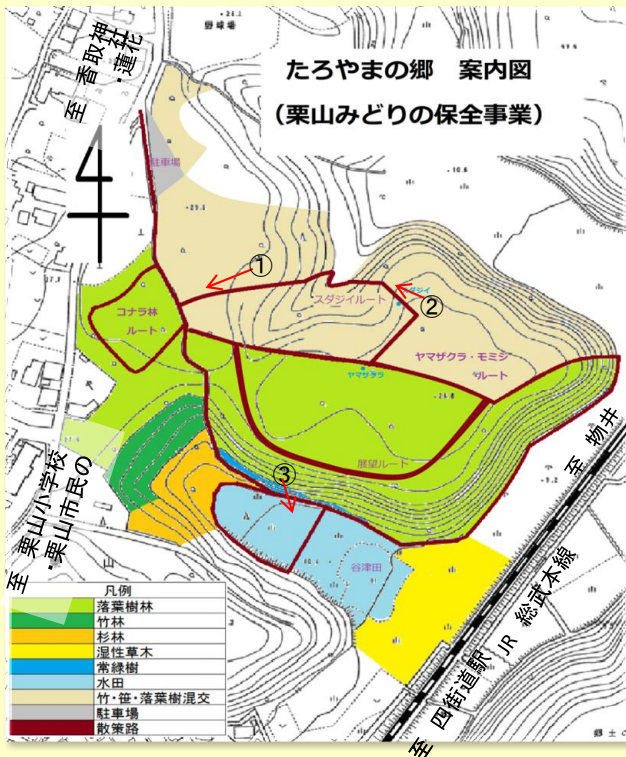 たろやまの郷 案内図
(栗山みどりの保全事業)
野球場
至 香取神社
・蓮花
駐車場
①
②
スダジイルート
コナラ林
ルート
ヤマザクラ・モミジ
ルート
ヤマザクラ
展望ルート
③
谷津田
至 物井
至 栗山小学校
・栗山市民の
山
至 四街道駅 JR 総武本線
凡例
落葉樹林
竹林
杉林
湿性草木
常緑樹
水田
竹・笹・落葉樹混交
駐車場
散策路